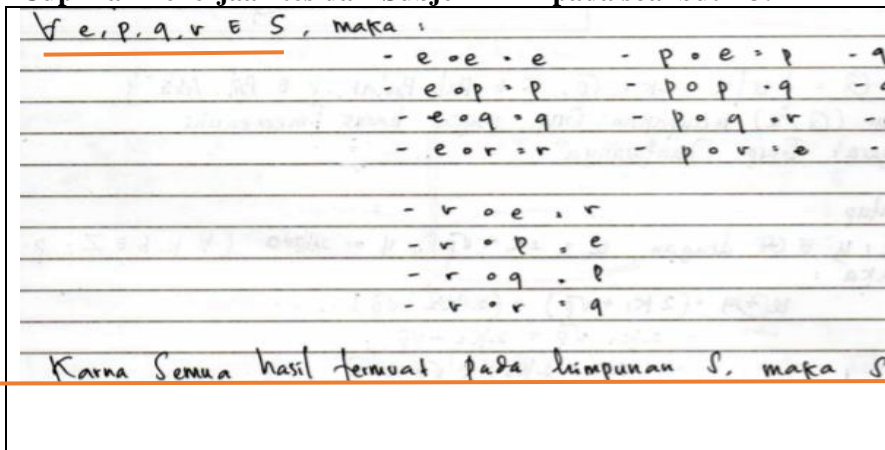 ∀ e, p, q, r ∈ S, maka :
- e ∘ e = e - p ∘ e = p - q
- e ∘ p = p - p ∘ p = q
- e ∘ q = q - p ∘ q = r
- e ∘ r = r - p ∘ r = e -
- r ∘ e = r
- r ∘ p = e
- r ∘ q = p
- r ∘ r = q
Karna Semua hasil termuat pada himpunan S, maka S